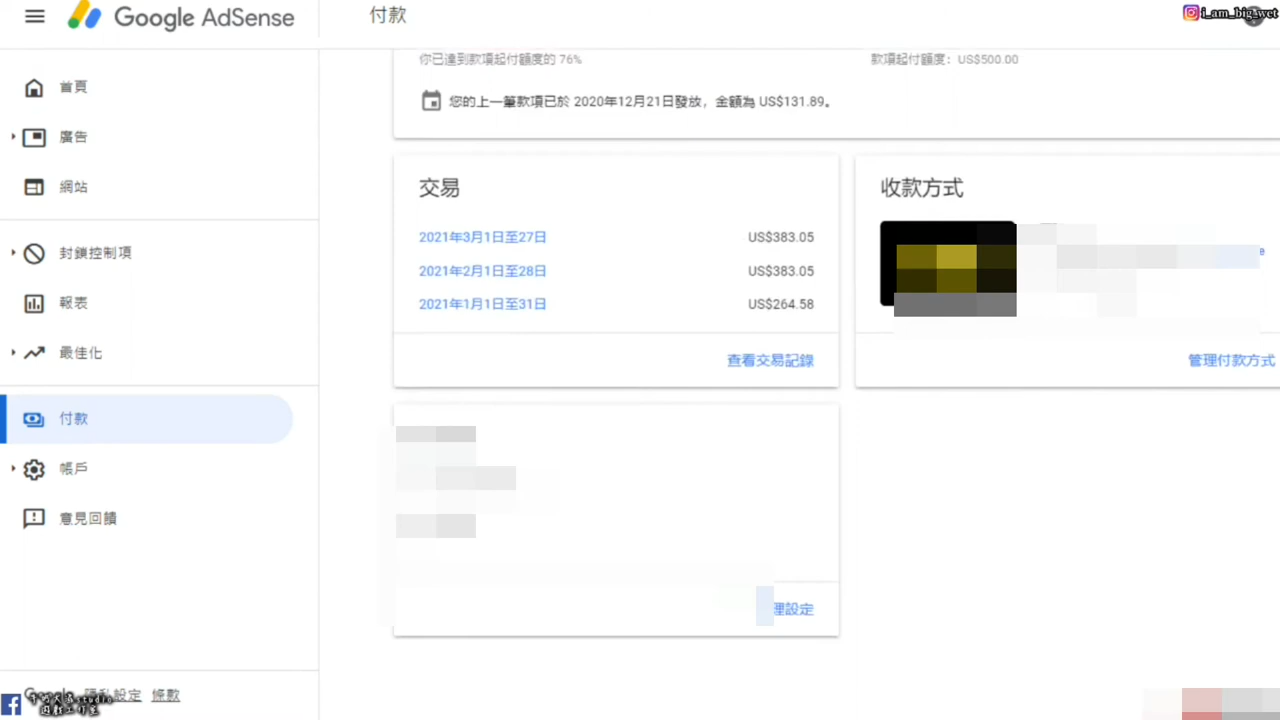 Google AdSense
付款
i_am_big_wet
你已達到款項起付額度的 76%
款項起付額度: US$500.00
您的上一筆款項已於 2020年12月21日發放，金額為 US$131.89。
首頁
廣告
網站
封鎖控制項
報表
最佳化
付款
帳戶
意見回饋
交易
2021年3月1日至27日 US$383.05
2021年2月1日至28日 US$383.05
2021年1月1日至31日 US$264.58
查看交易記錄
收款方式
e
管理付款方式
理設定
Google 隱私設定 條款
studio